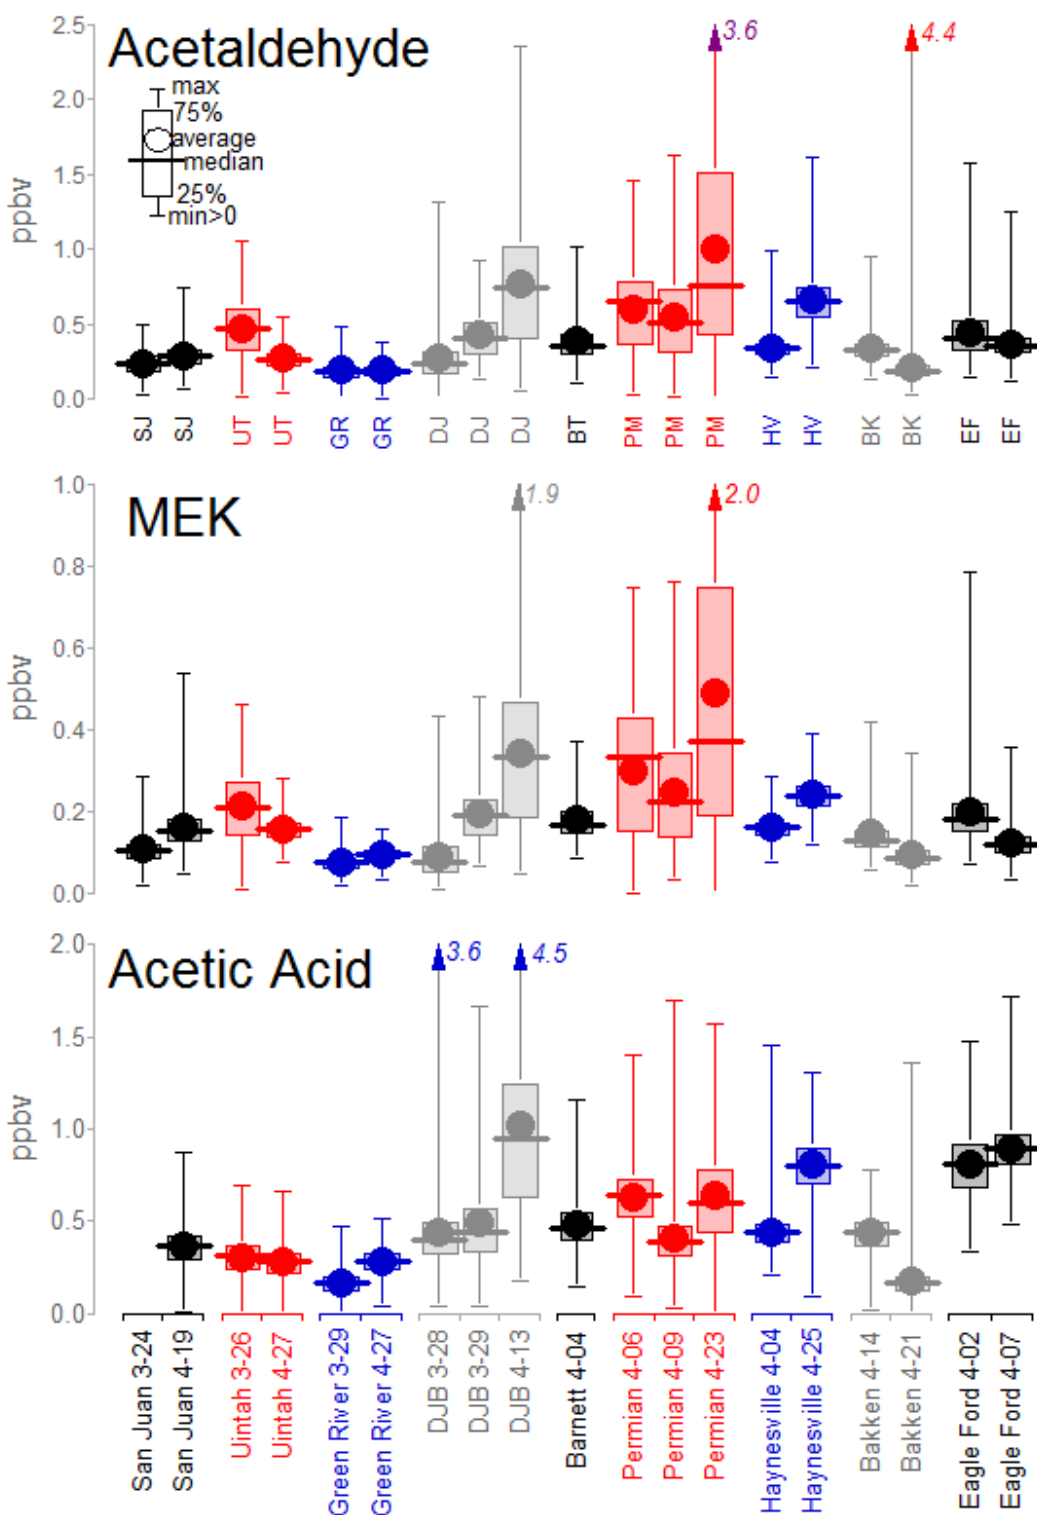 Acetaldehyde
2.5
2.0
1.5
1.0
0.5
0.0
ppbv
max
75%
average
median
25%
min>0
3.6
4.4
SJ
SJ
UT
UT
GR
GR
DJ
DJ
DJ
BT
PM
PM
PM
HV
HV
BK
BK
EF
EF
MEK
1.0
0.8
0.6
0.4
0.2
0.0
ppbv
1.9
2.0
Acetic Acid
2.0
1.5
1.0
0.5
0.0
ppbv
3.6
4.5
San Juan 3-24
San Juan 4-19
Uintah 3-26
Uintah 4-27
Green River 3-29
Green River 4-27
DJB 3-28
DJB 3-29
DJB 4-13
Barnett 4-04
Permian 4-06
Permian 4-09
Permian 4-23
Haynesville 4-04
Haynesville 4-25
Bakken 4-14
Bakken 4-21
Eagle Ford 4-02
Eagle Ford 4-07